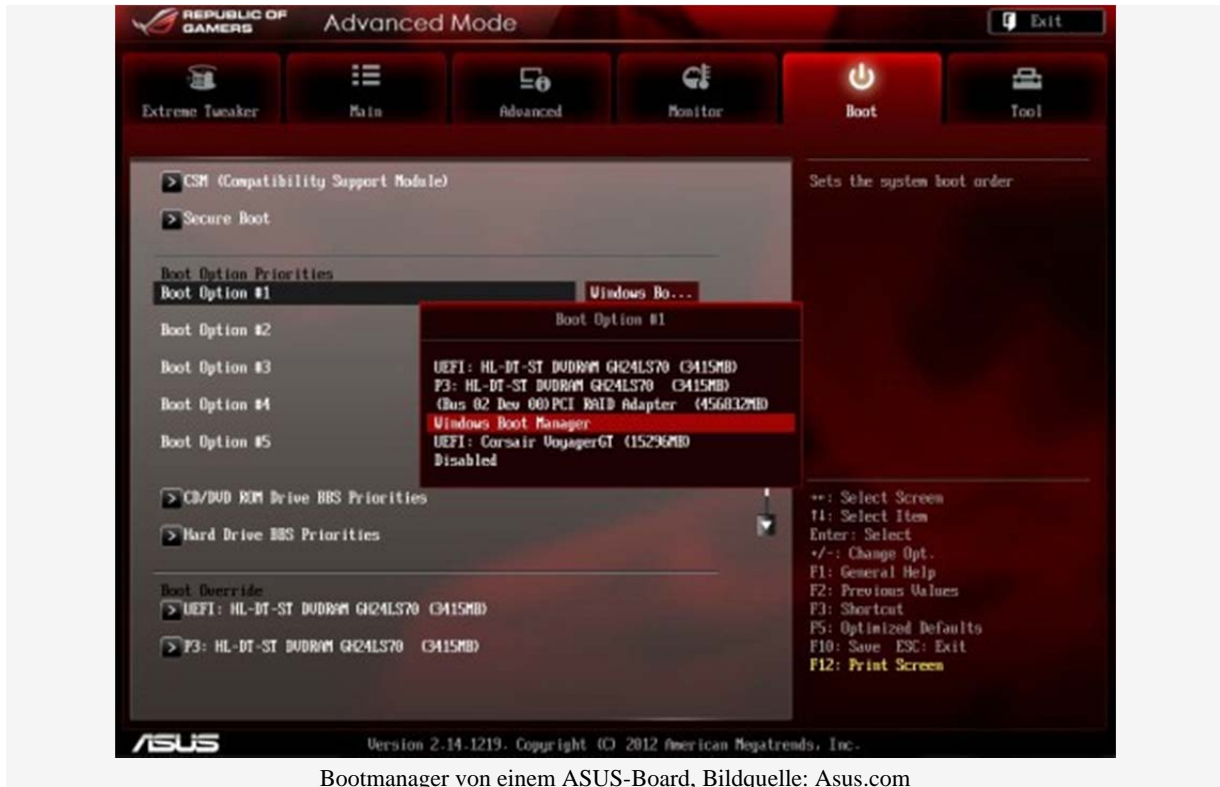 REPUBLIC OF
GAMERS
Advanced Mode
Exit
Extreme Tweaker
Main
Advanced
Monitor
Boot
Tool
> CSM (Compatibility Support Module)
> Secure Boot
Sets the system boot order
Boot Option Priorities
Boot Option #1
Windows Bo...
Boot Option #2
Boot Option #3
Boot Option #4
Boot Option #5
Boot Option #1
UEFI: HL-DT-ST DVDRAM GH24LS70 (3415MB)
P3: HL-DT-ST DVDRAM GH24LS70 (3415MB)
(Bus 02 Dev 00)PCI RAID Adapter (456832MB)
Windows Boot Manager
UEFI: Corsair VoyagerGT (15296MB)
Disabled
> CD/DVD ROM Drive BBS Priorities
> Hard Drive BBS Priorities
Boot Override
> UEFI: HL-DT-ST DVDRAM GH24LS70 (3415MB)
> P3: HL-DT-ST DVDRAM GH24LS70 (3415MB)
→←: Select Screen
↑↓: Select Item
Enter: Select
+/-: Change Opt.
F1: General Help
F2: Previous Values
F3: Shortcut
F5: Optimized Defaults
F10: Save ESC: Exit
F12: Print Screen
ASUS
Version 2.14.1219. Copyright (C) 2012 American Megatrends, Inc.
Bootmanager von einem ASUS-Board, Bildquelle: Asus.com